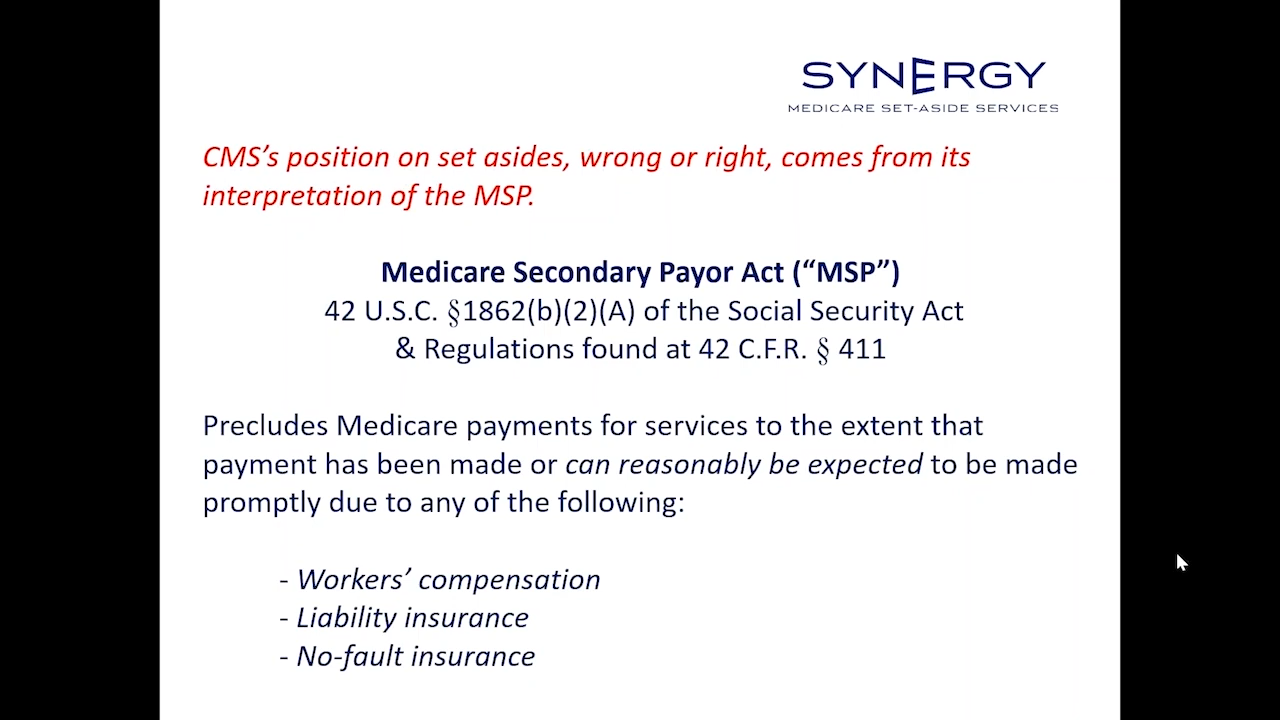 SYNERGY
MEDICARE SET-ASIDE SERVICES
CMS’s position on set asides, wrong or right, comes from its
interpretation of the MSP.
Medicare Secondary Payor Act (“MSP”)
42 U.S.C. §1862(b)(2)(A) of the Social Security Act
& Regulations found at 42 C.F.R. § 411
Precludes Medicare payments for services to the extent that
payment has been made or can reasonably be expected to be made
promptly due to any of the following:
- Workers’ compensation
- Liability insurance
- No-fault insurance